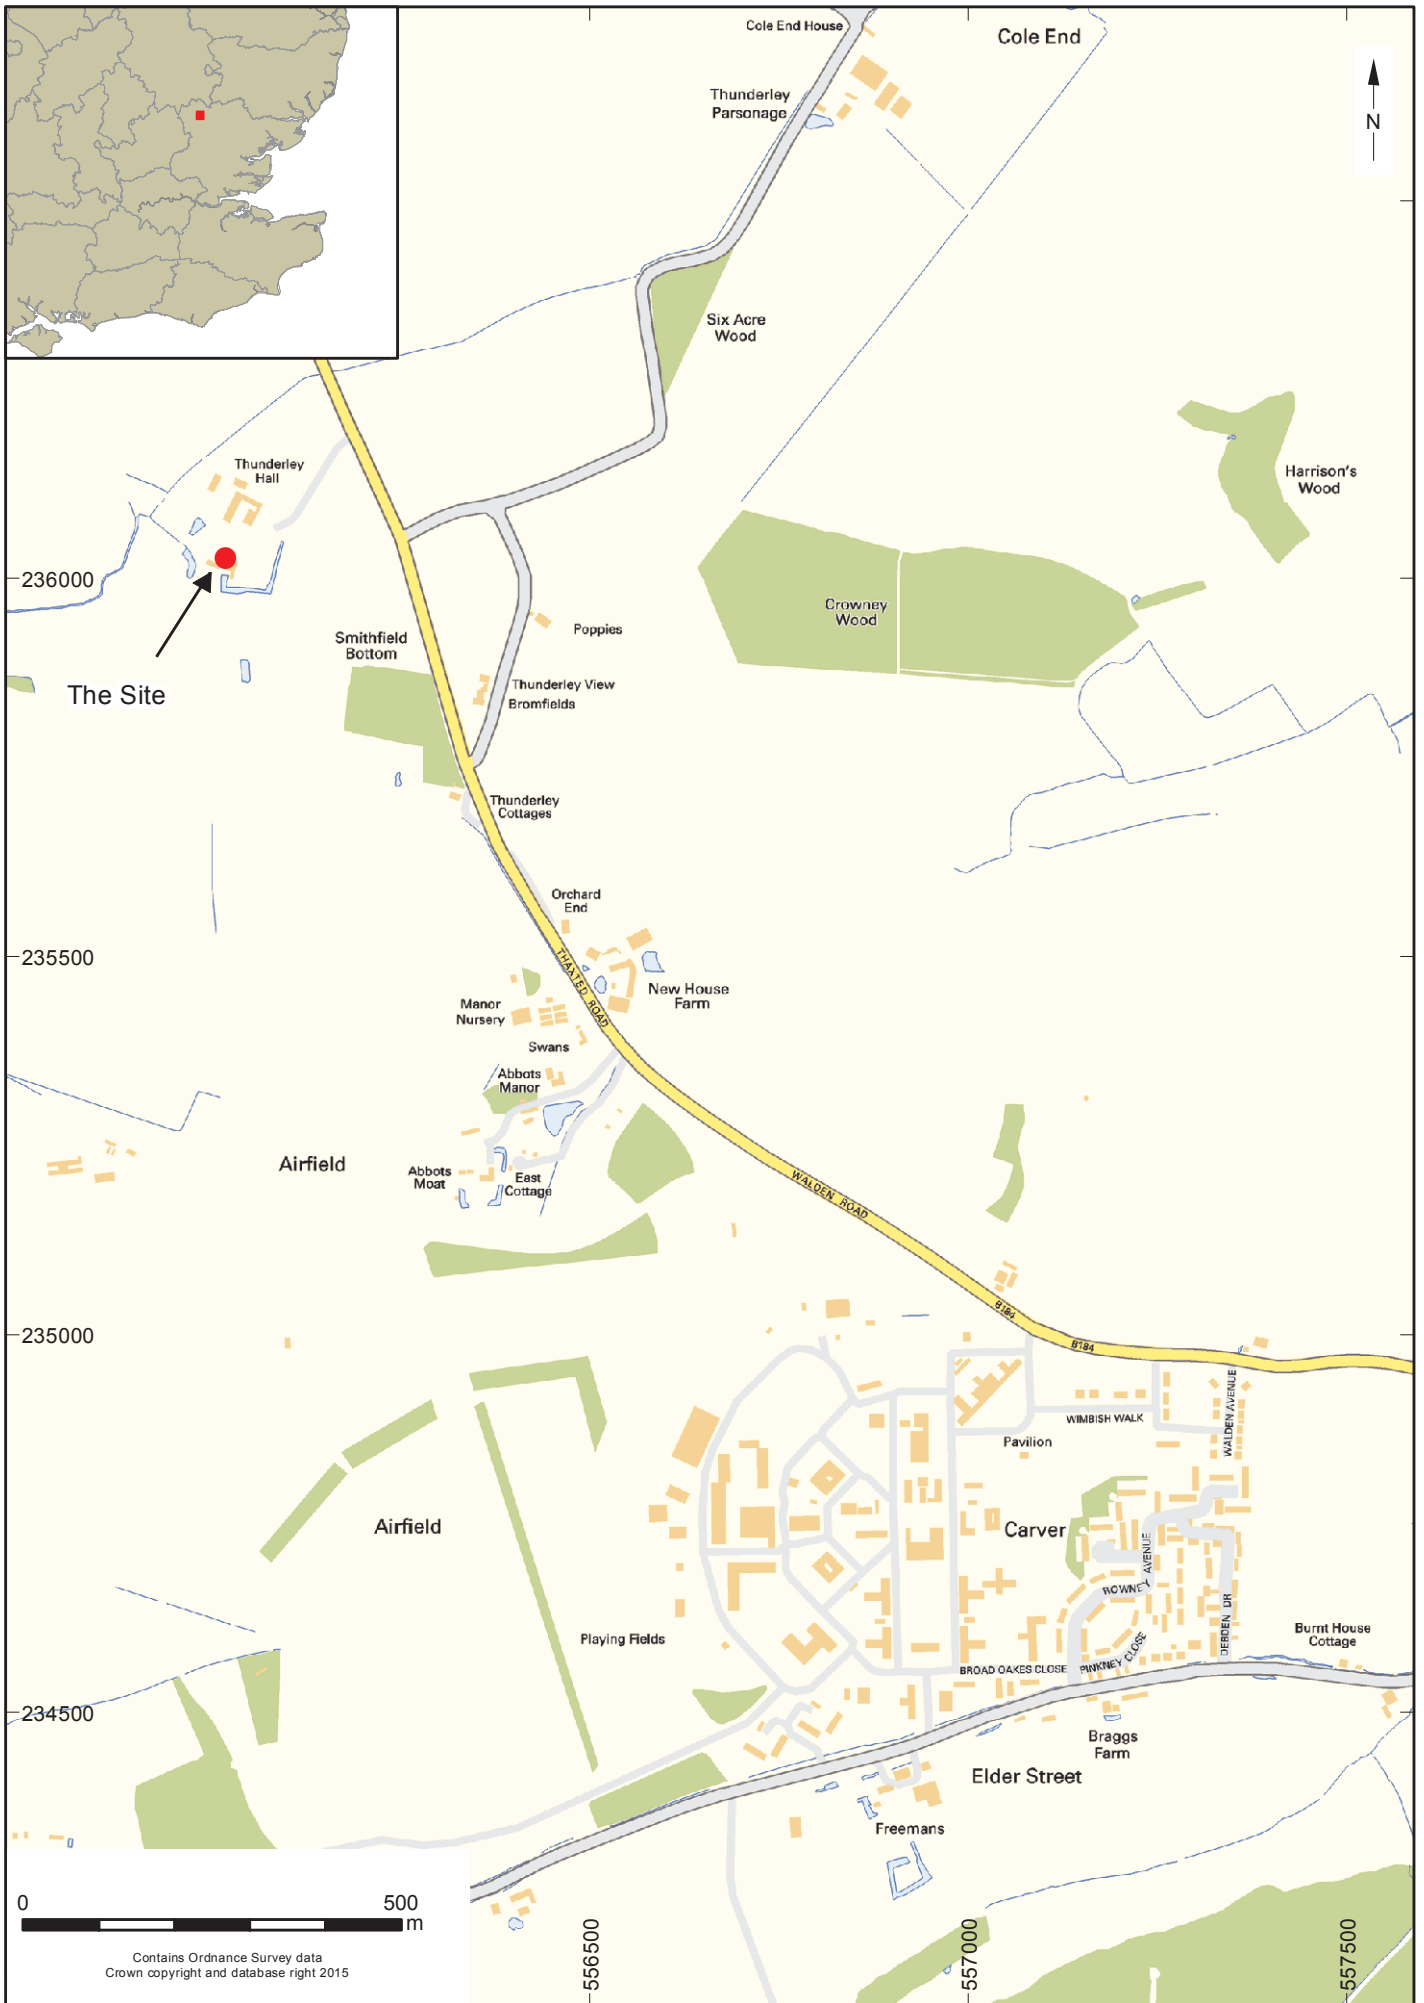 Cole End House
Cole End
N
Thunderley
Parsonage
Six Acre
Wood
Thunderley
Hall
Harrison's
Wood
236000
Crowney
Wood
Smithfield
Bottom
Poppies
The Site
Thunderley View
Bromfields
Thunderley
Cottages
Orchard
End
235500
THAXTED ROAD
New House
Farm
Manor
Nursery
Swans
Abbots
Manor
Airfield
Abbots
Moat
East
Cottage
WALDEN ROAD
B184
235000
B184
WALDEN AVENUE
WIMBISH WALK
Pavilion
Airfield
Carver
ROWNEY AVENUE
DEBDEN DR
Playing Fields
Burnt House
Cottage
BROAD OAKES CLOSE
PINKNEY CLOSE
234500
Braggs
Farm
Elder Street
Freemans
0
500
m
Contains Ordnance Survey data
Crown copyright and database right 2015
556500
557000
557500